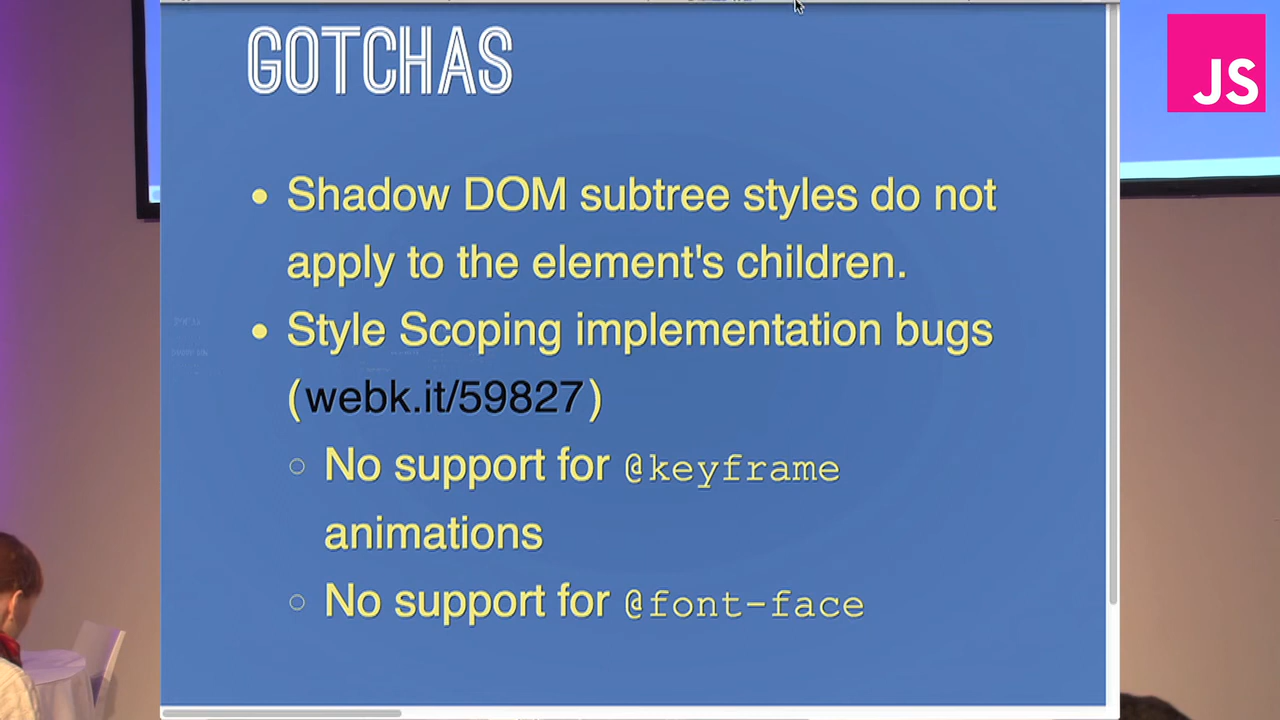 GOTCHAS
JS
• Shadow DOM subtree styles do not
apply to the element's children.
• Style Scoping implementation bugs
(webk.it/59827)
○ No support for @keyframe
animations
○ No support for @font-face